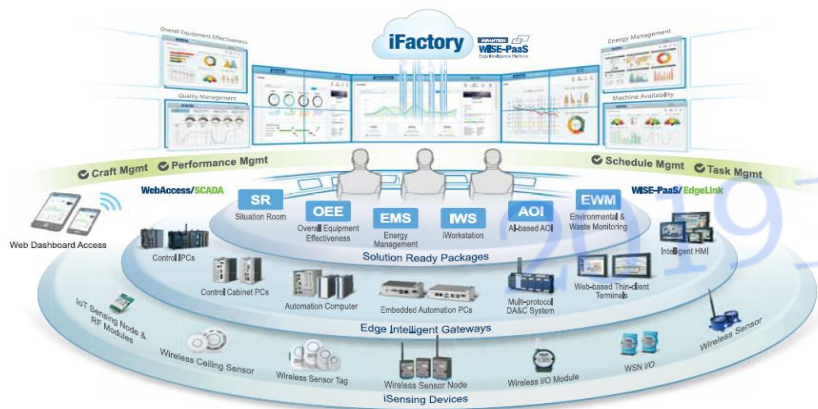 iFactory
ADVANTECH
WISE-PaaS
Edge Intelligence Platform
Overall Equipment Effectiveness
Energy Management
Quality Management
Machine Availability
Craft Mgmt
Performance Mgmt
Schedule Mgmt
Task Mgmt
WebAccess/SCADA
WISE-PaaS/EdgeLink
Web Dashboard Access
SR
Situation Room
OEE
Overall Equipment
Effectiveness
EMS
Energy
Management
IWS
iWorkstation
AOI
AI-based AOI
EWM
Environmental &
Waste Monitoring
Solution Ready Packages
Control IPCs
Control Cabinet PCs
Automation Computer
Embedded Automation PCs
Multi-protocol
DA&C System
Web-based Thin-client
Terminals
Intelligent HMI
Edge Intelligent Gateways
IoT Sensing Node &
RF Modules
Wireless Ceiling Sensor
Wireless Sensor Tag
Wireless Sensor Node
Wireless I/O Module
WSN I/O
Wireless Sensor
iSensing Devices
2019